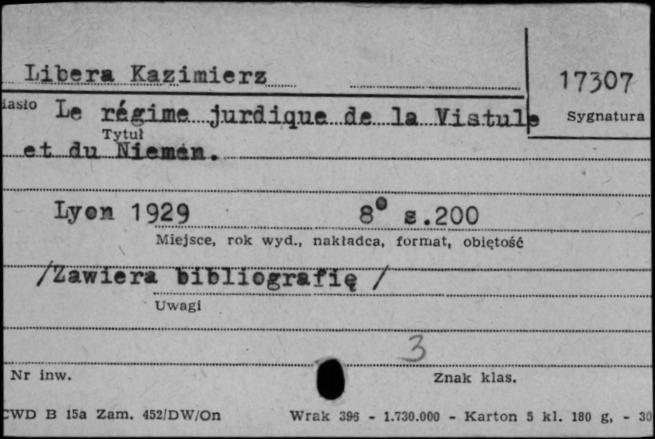 Libera Kazimierz
17307
iasło Le régime jurdique de la Vistule
Sygnatura
Tytuł
et du Niemen.
Lyon 1929 8° s.200
Miejsce, rok wyd., nakładca, format, objętość
/Zawiera bibliografię /
Uwagi
3
Nr inw. Znak klas.
CWD B 15a Zam. 452/DW/On Wrak 396 - 1.730.000 - Karton 5 kl. 180 g, - 30